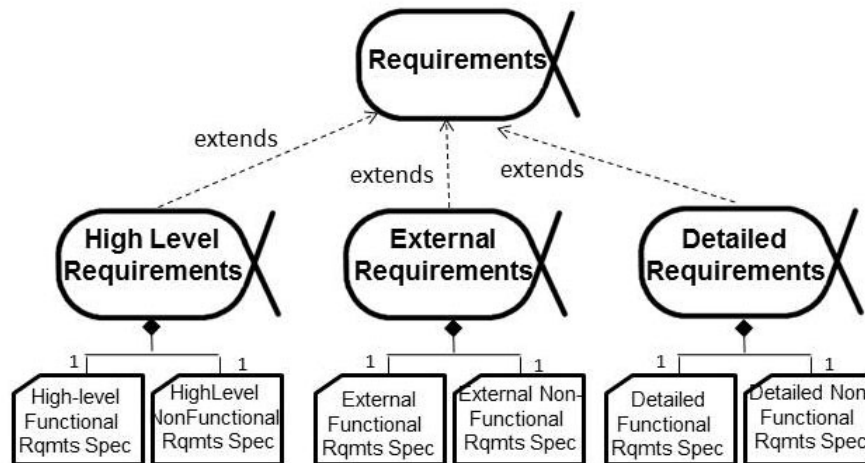 Requirements
extends
extends
extends
High Level
Requirements
External
Requirements
Detailed
Requirements
1
1
1
1
1
1
High-level
Functional
Rqmts Spec
HighLevel
NonFunctional
Rqmts Spec
External
Functional
Rqmts Spec
External Non-
Functional
Rqmts Spec
Detailed
Functional
Rqmts Spec
Detailed Non
Functional
Rqmts Spec